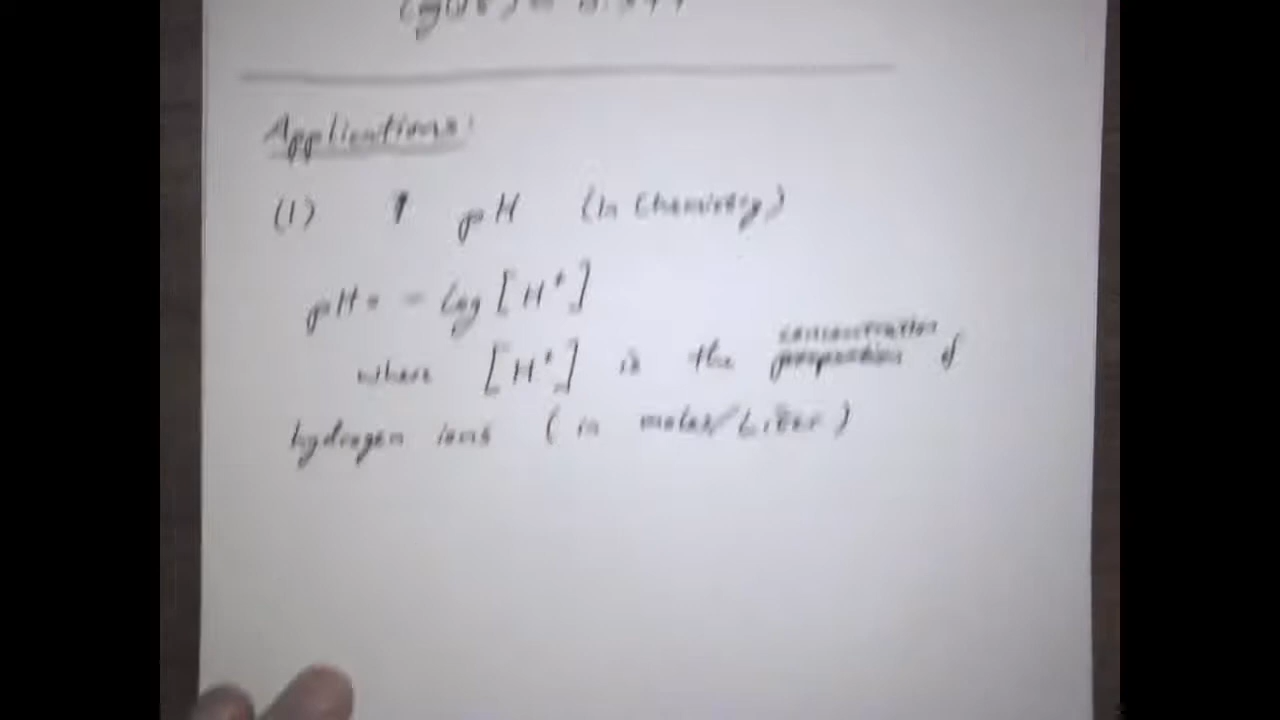 Applications:
(1) pH (in Chemistry)
pH = - log [H⁺]
where [H⁺] is the concentration of
hydrogen ions (in moles/Liter)